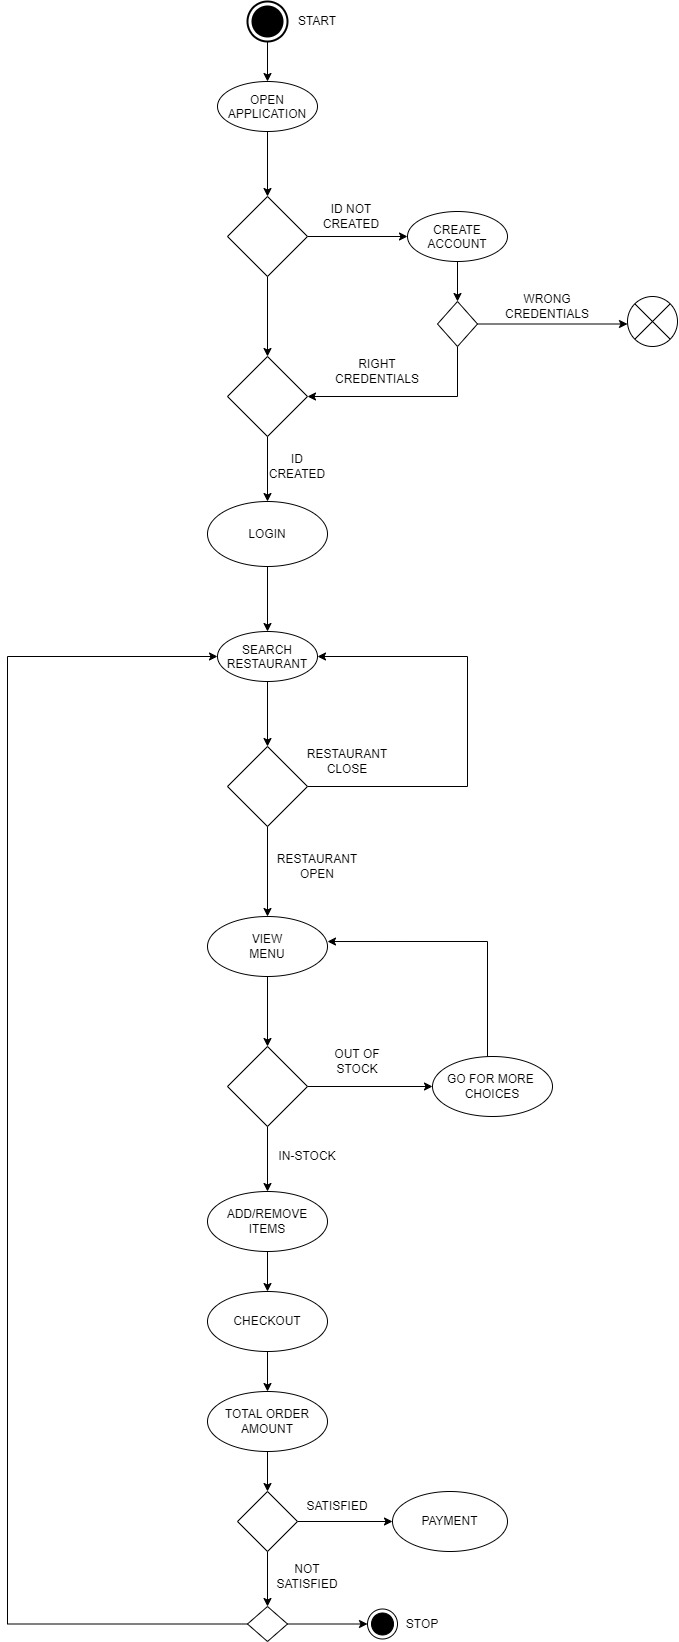 START
OPEN
APPLICATION
ID NOT
CREATED
CREATE
ACCOUNT
WRONG
CREDENTIALS
RIGHT
CREDENTIALS
ID
CREATED
LOGIN
SEARCH
RESTAURANT
RESTAURANT
CLOSE
RESTAURANT
OPEN
VIEW
MENU
OUT OF
STOCK
GO FOR MORE
CHOICES
IN-STOCK
ADD/REMOVE
ITEMS
CHECKOUT
TOTAL ORDER
AMOUNT
SATISFIED
PAYMENT
NOT
SATISFIED
STOP